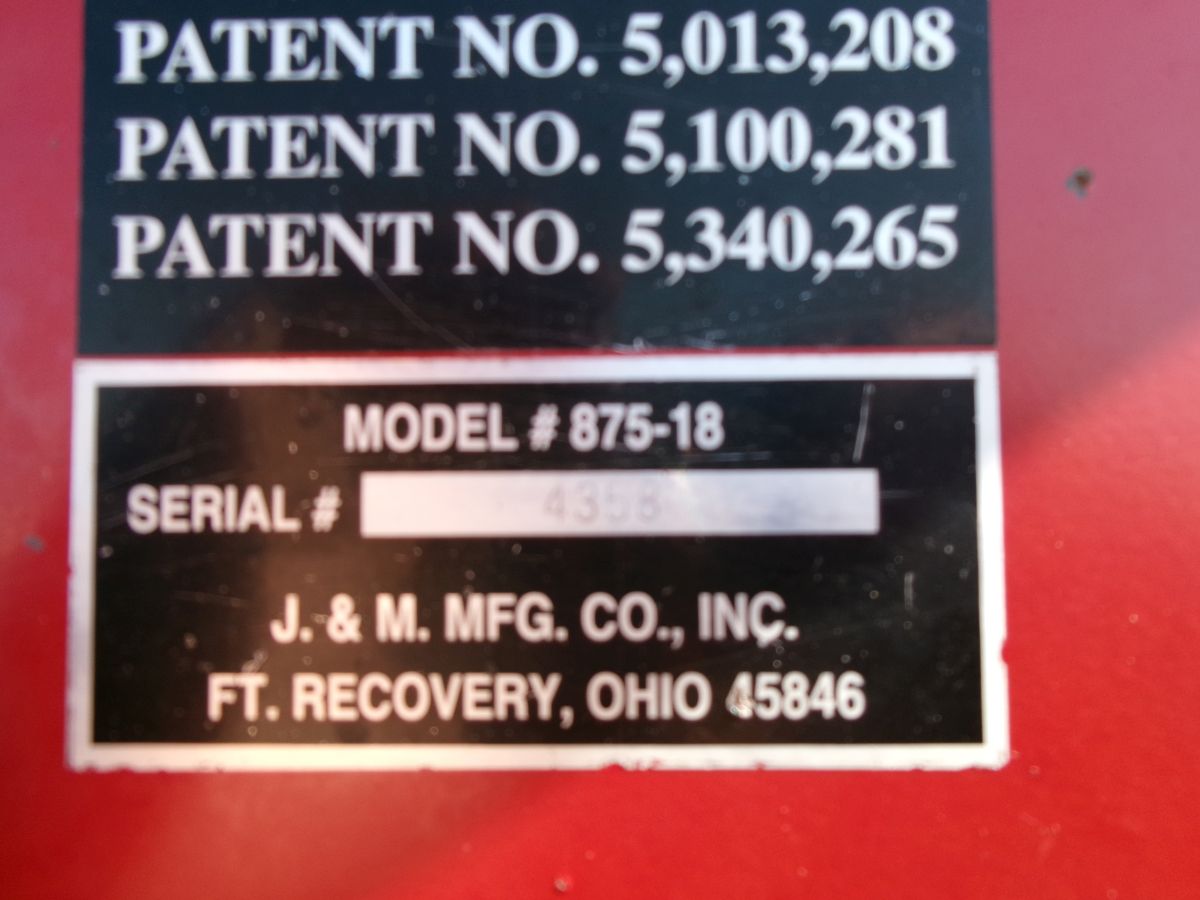 PATENT NO. 5,013,208
PATENT NO. 5,100,281
PATENT NO. 5,340,265
MODEL # 875-18
SERIAL # 4358
J. & M. MFG. CO., INC.
FT. RECOVERY, OHIO 45846